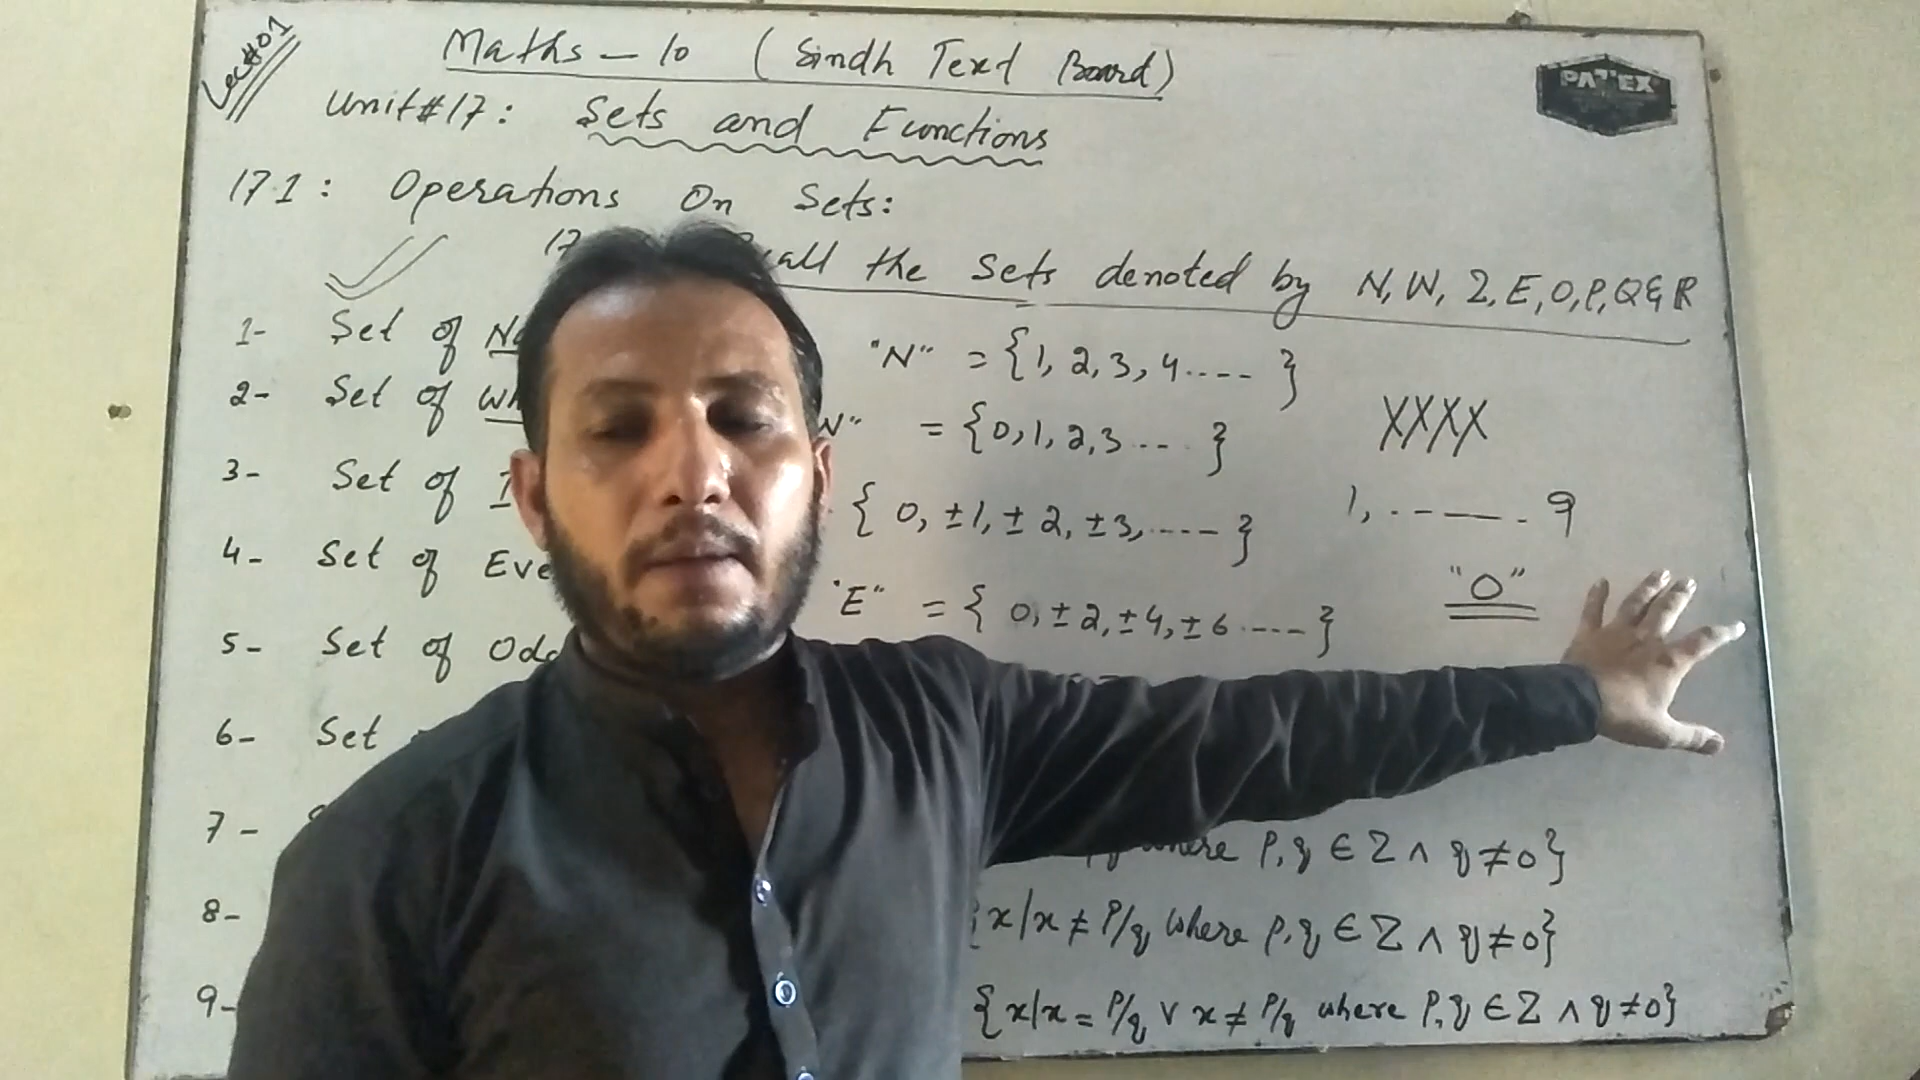 Lec#01
Maths - 10 (Sindh Text Board)
PATEX
Unit#17: Sets and Functions
17.1: Operations On Sets:
the Sets denoted by N, W, Z, E, O, P, Q & R
1- Set of "N" = {1, 2, 3, 4.... }
2- Set of = {0, 1, 2, 3 .... }
XXXX
3- Set of { 0, ±1, ± 2, ±3, ..... }
1, ...... 9
4- Set of "E" = { 0, ±2, ±4, ±6 ..... }
"0"
5- Set of
6- Set
7- P, q ∈ Z ∧ q ≠ 0}
8- x/x ≠ P/q where P, q ∈ Z ∧ q ≠ 0}
9- {x/x = P/q ∨ x ≠ P/q where P, q ∈ Z ∧ q ≠ 0}